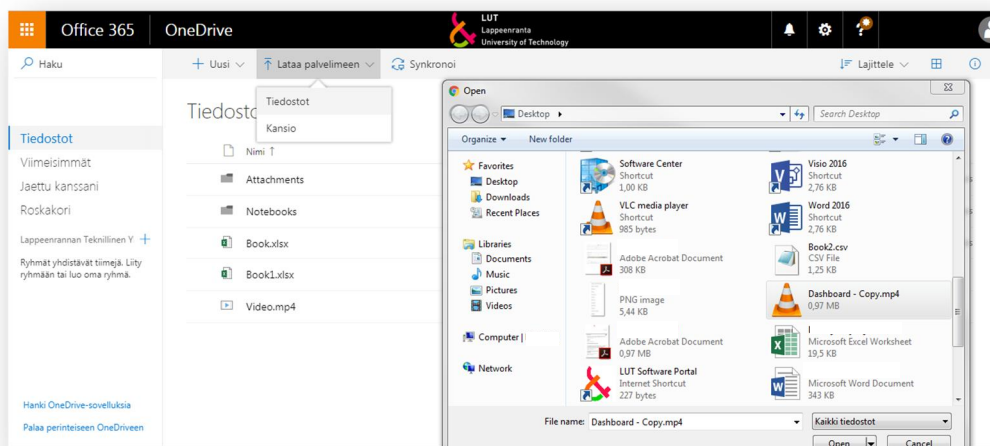 Office 365
OneDrive
LUT
Lappeenranta
University of Technology
?
Haku
+ Uusi
Lataa palvelimeen
Synkronoi
Lajittele
Tiedosto
Kansio
Tiedosto
Tiedostot
Viimeisimmät
Jaettu kanssani
Roskakori
Lappeenrannan Teknillinen Y +
Ryhmät yhdistävät tiimejä. Liity
ryhmään tai luo oma ryhmä.
Hanki OneDrive-sovelluksia
Palaa perinteiseen OneDriveen
Nimi ↑
Attachments
Notebooks
Book.xlsx
Book1.xlsx
Video.mp4
Open
Desktop
Search Desktop
Organize
New folder
Favorites
Desktop
Downloads
Recent Places
Libraries
Documents
Music
Pictures
Videos
Computer
Network
Software Center
Shortcut
1,00 KB
VLC media player
Shortcut
985 bytes
Adobe Acrobat Document
308 KB
PNG image
5,44 KB
Adobe Acrobat Document
0,97 MB
LUT Software Portal
Internet Shortcut
227 bytes
Visio 2016
Shortcut
2,76 KB
Word 2016
Shortcut
2,76 KB
Book2.csv
CSV File
1,25 KB
Dashboard - Copy.mp4
0,97 MB
Microsoft Excel Worksheet
19,5 KB
Microsoft Word Document
343 KB
File name:
Dashboard - Copy.mp4
Kaikki tiedostot
Open
Cancel